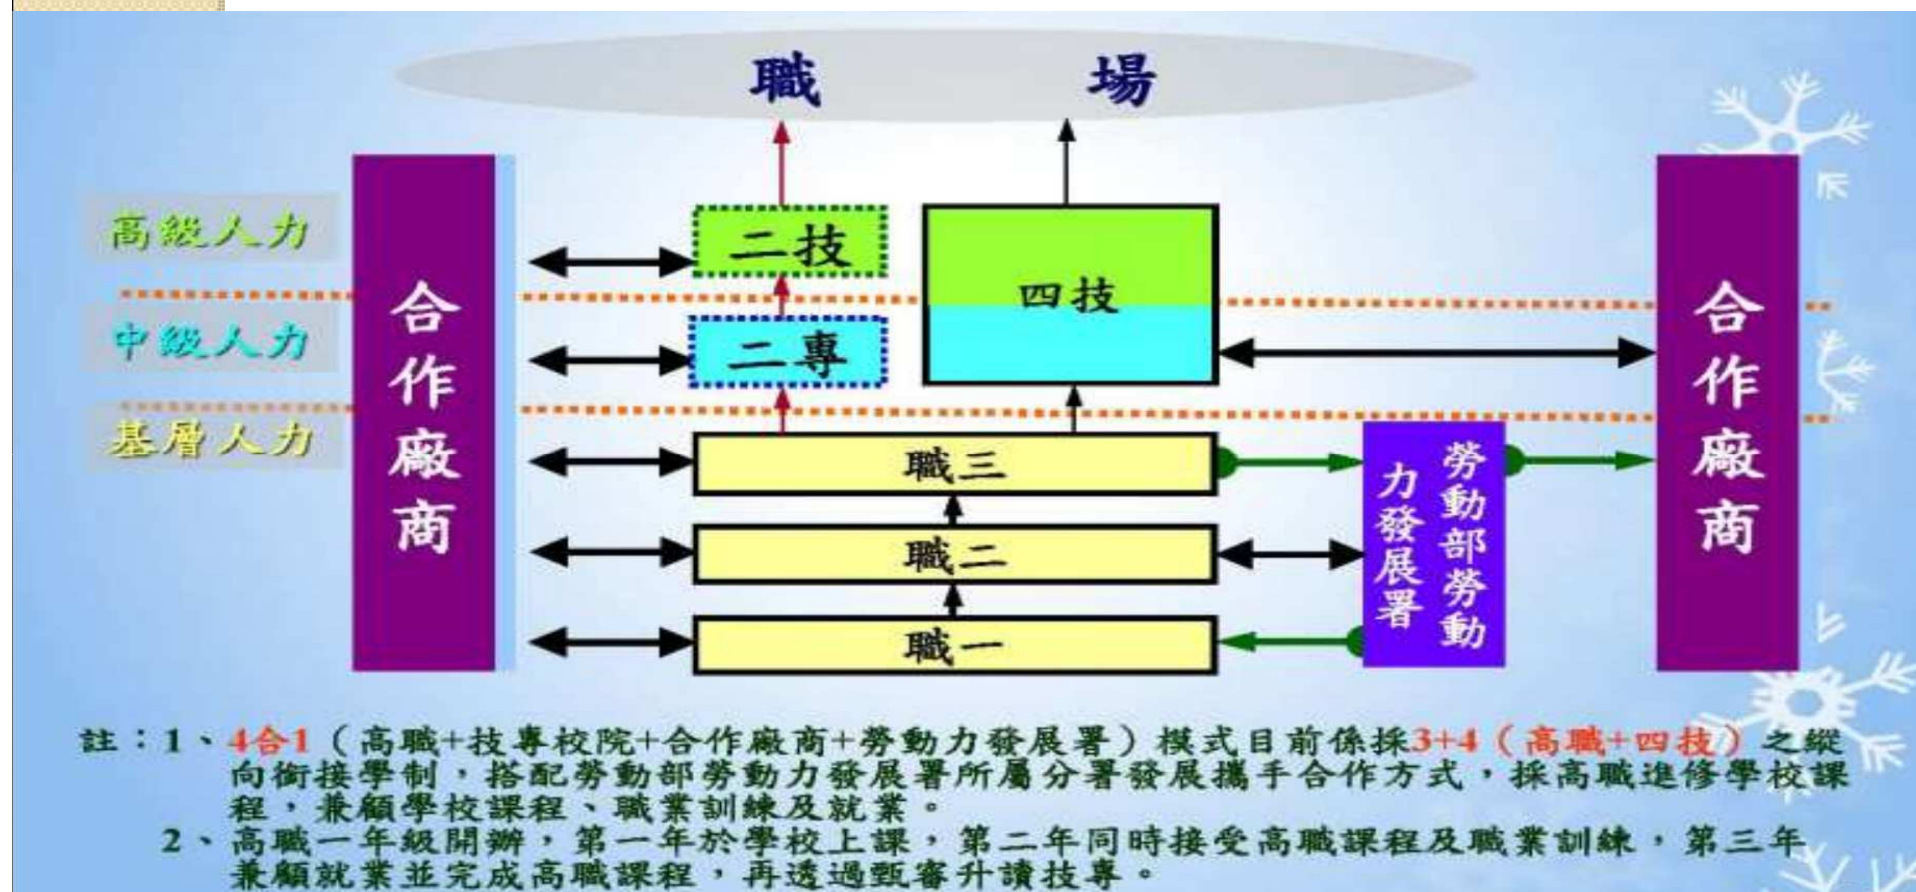 職 場
高級人力
中級人力
基層人力
合作廠商
二技
二專
四技
職三
職二
職一
勞動部勞動
力發展署
合作廠商
註：1、4合1（高職+技專校院+合作廠商+勞動力發展署）模式目前係採3+4（高職+四技）之縱
向銜接學制，搭配勞動部勞動力發展署所屬分署發展攜手合作方式，採高職進修學校課
程，兼顧學校課程、職業訓練及就業。
2、高職一年級開辦，第一年於學校上課，第二年同時接受高職課程及職業訓練，第三年
兼顧就業並完成高職課程，再透過甄審升讀技專。